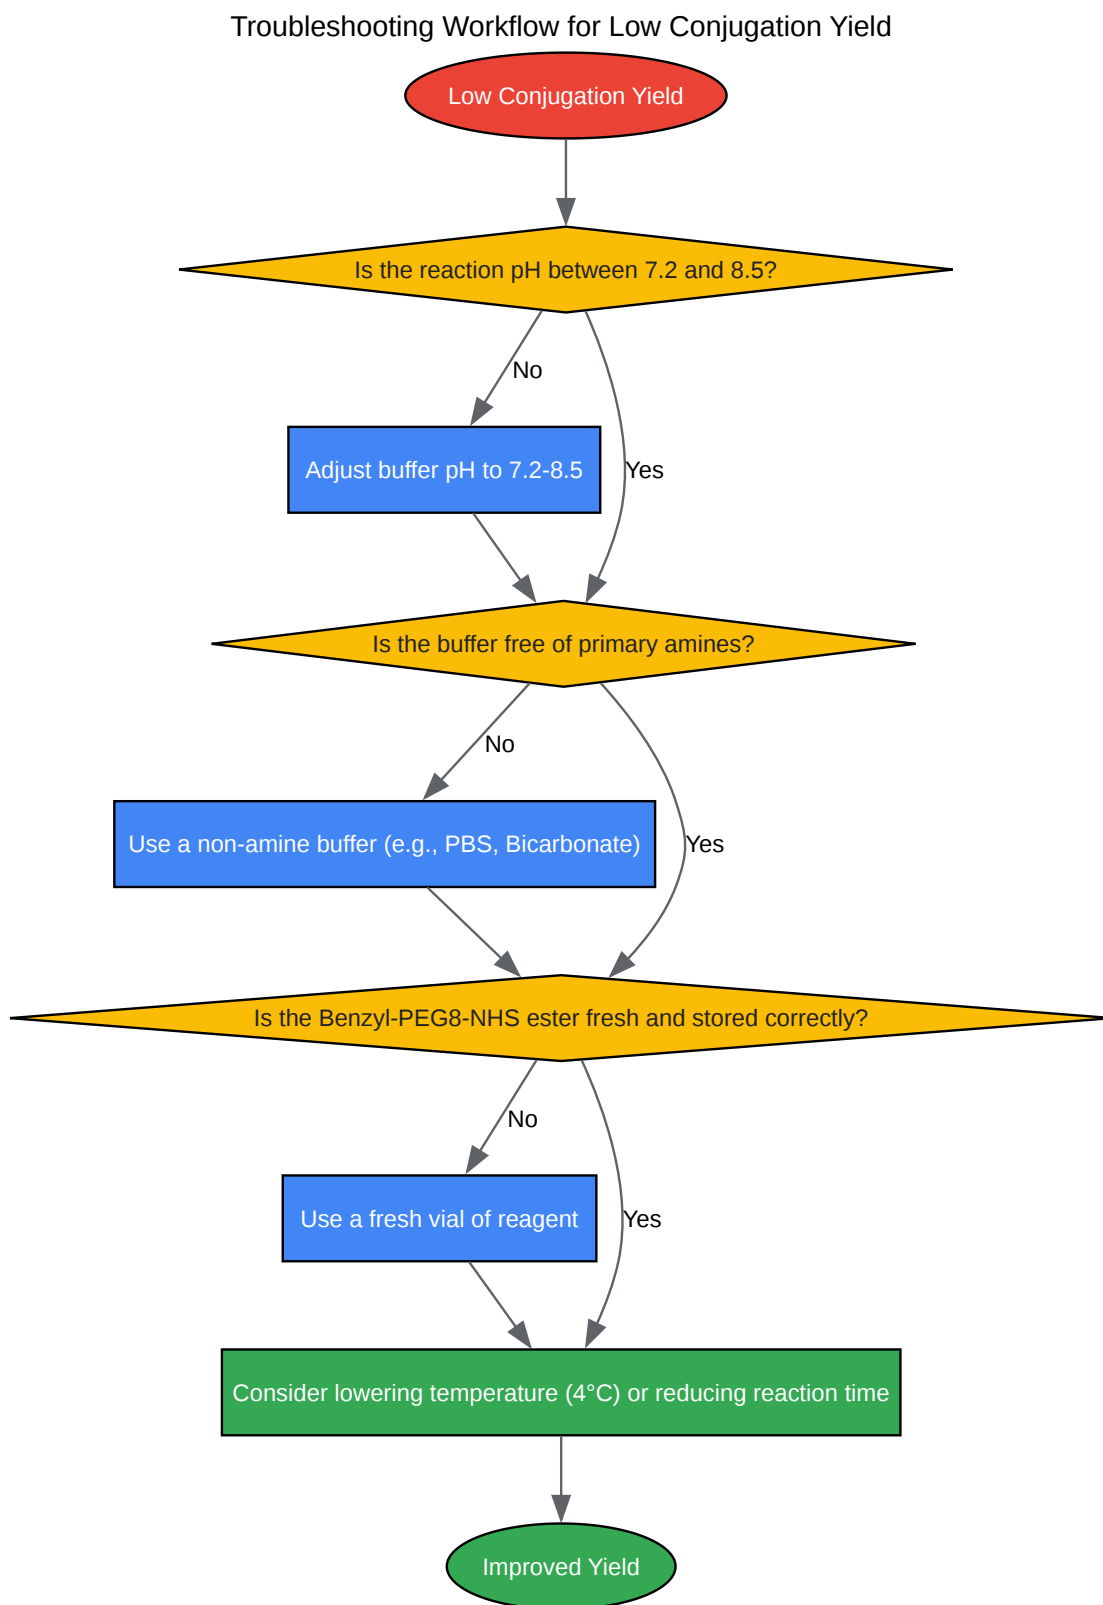 Troubleshooting Workflow for Low Conjugation Yield
Low Conjugation Yield
Is the reaction pH between 7.2 and 8.5?
No
Adjust buffer pH to 7.2-8.5
Yes
Is the buffer free of primary amines?
No
Use a non-amine buffer (e.g., PBS, Bicarbonate)
Yes
Is the Benzyl-PEG8-NHS ester fresh and stored correctly?
No
Use a fresh vial of reagent
Yes
Consider lowering temperature (4°C) or reducing reaction time
Improved Yield